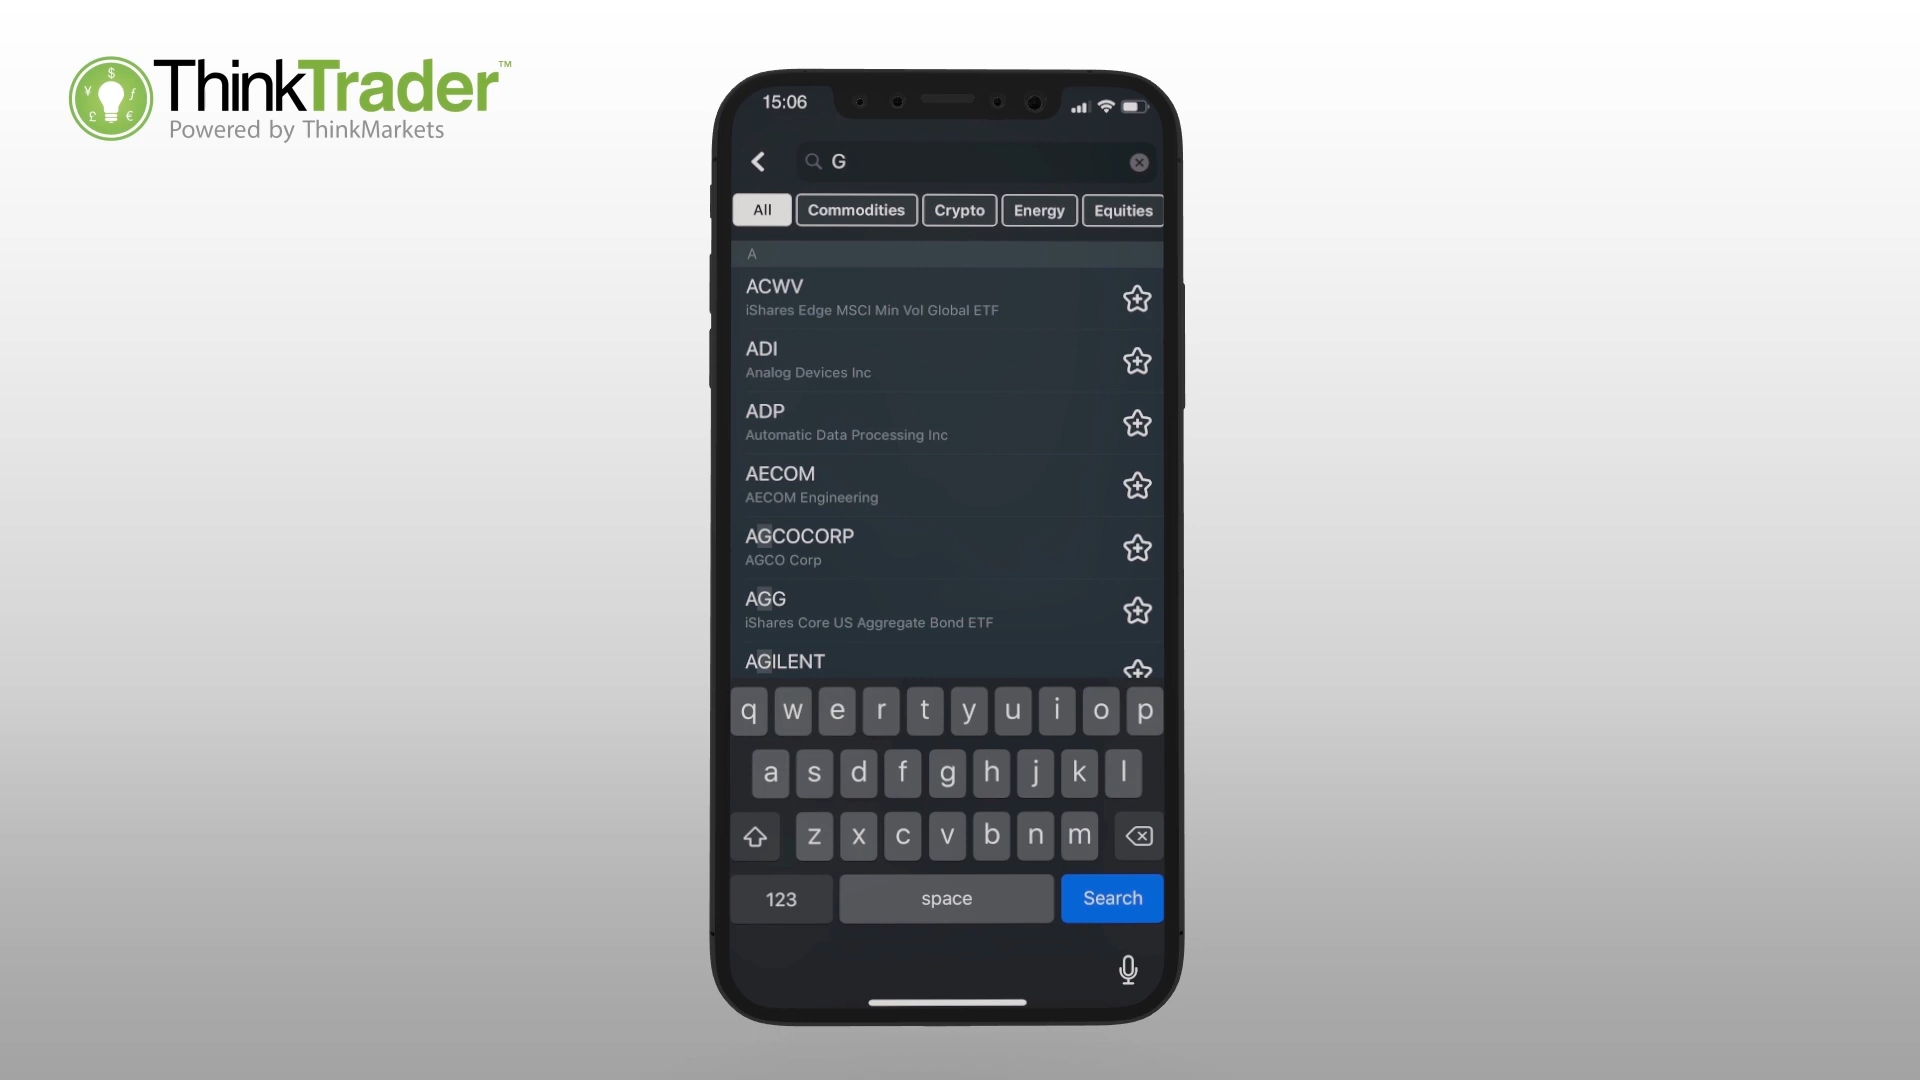 ThinkTrader™
Powered by ThinkMarkets
$
¥ ƒ
£ €
15:06
G
All Commodities Crypto Energy Equities
A
ACWV
iShares Edge MSCI Min Vol Global ETF
ADI
Analog Devices Inc
ADP
Automatic Data Processing Inc
AECOM
AECOM Engineering
AGCOCORP
AGCO Corp
AGG
iShares Core US Aggregate Bond ETF
AGILENT
q w e r t y u i o p
a s d f g h j k l
z x c v b n m
123 space Search